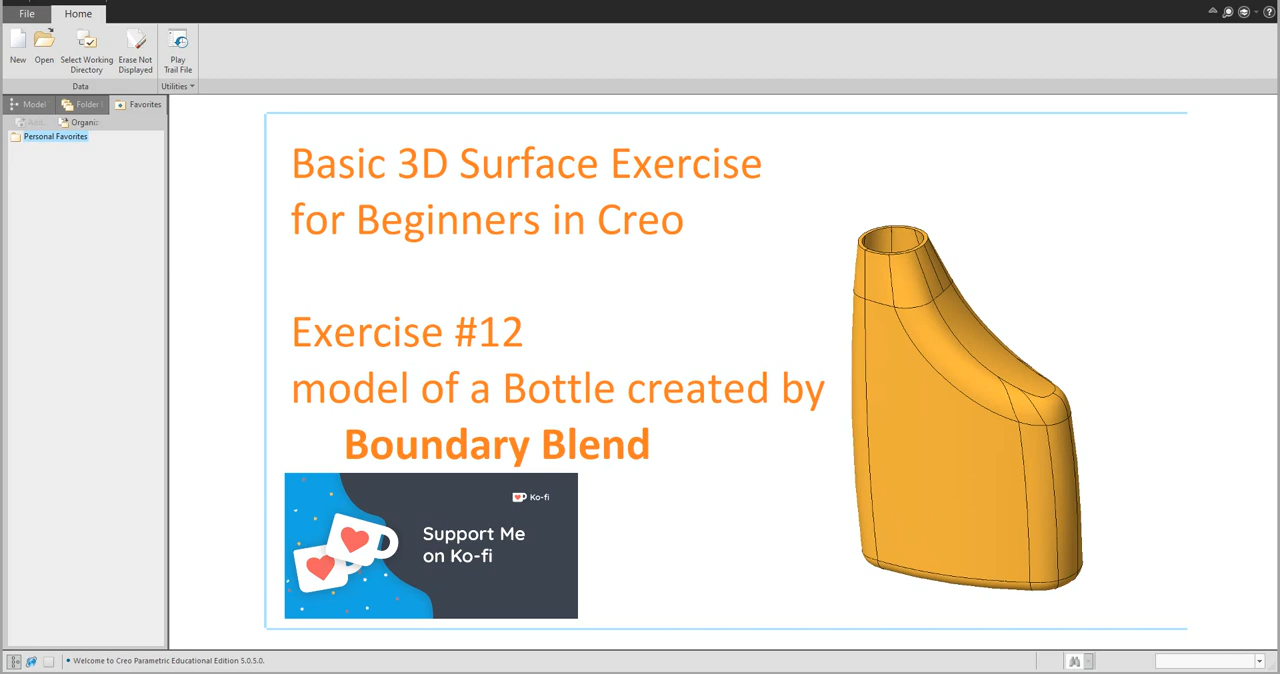 File
Home
New
Open
Select Working
Directory
Erase Not
Displayed
Play
Trail File
Data
Utilities
Model
Folder
Favorites
Organi
Personal Favorites
Basic 3D Surface Exercise
for Beginners in Creo
Exercise #12
model of a Bottle created by
Boundary Blend
Ko-fi
Support Me
on Ko-fi
• Welcome to Creo Parametric Educational Edition 5.0.5.0.